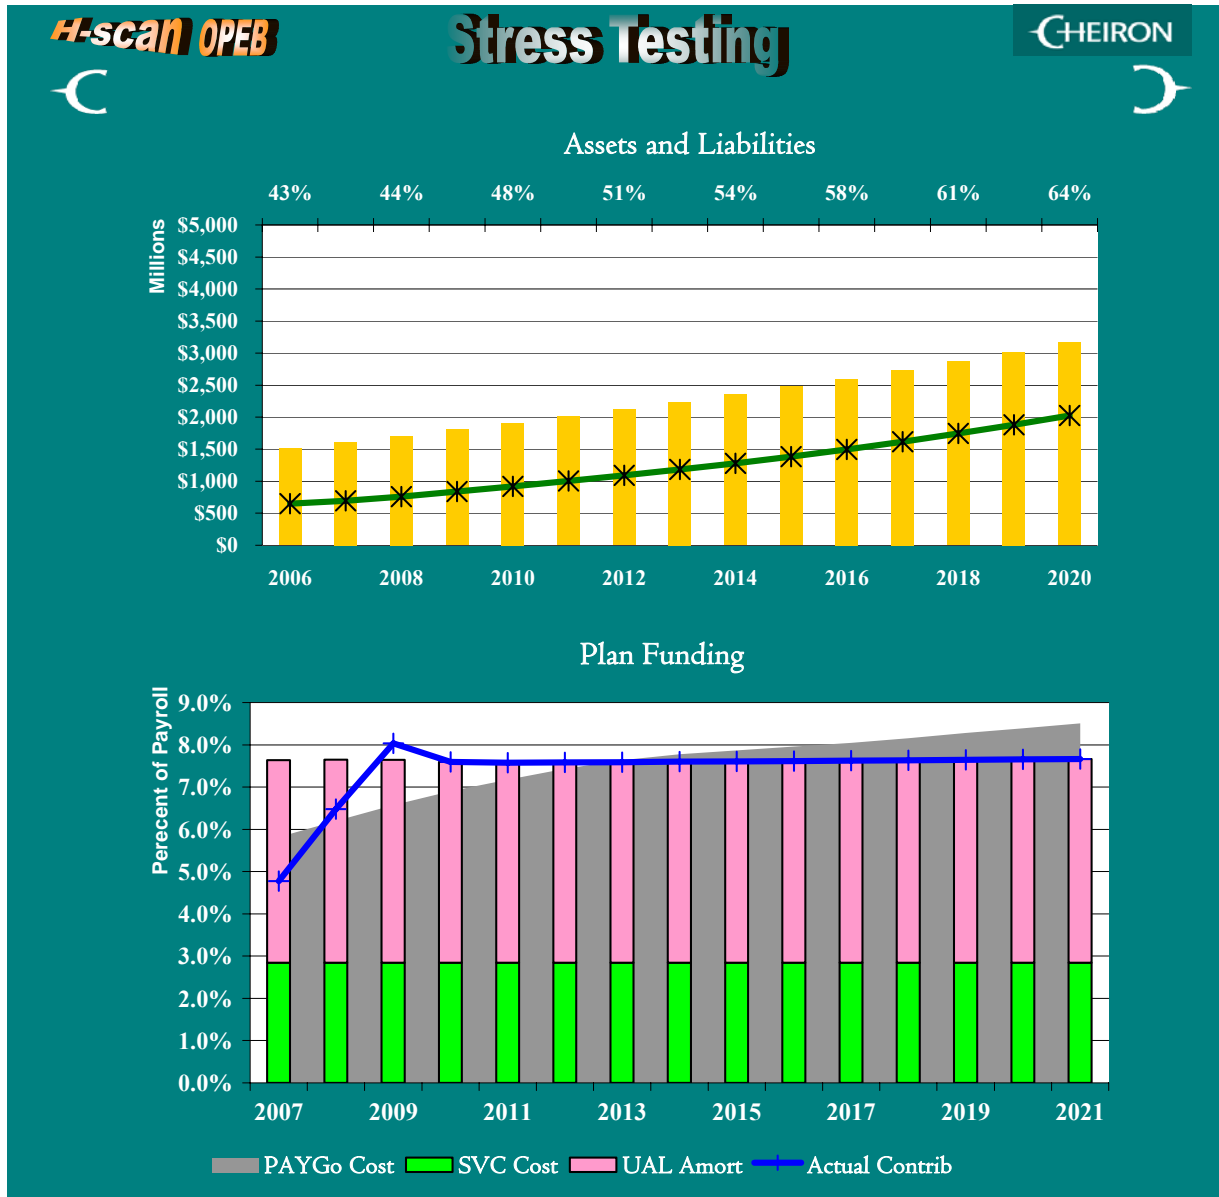 H-scan OPEB
Stress Testing
CHEIRON
Assets and Liabilities
43% 44% 48% 51% 54% 58% 61% 64%
Millions
$5,000
$4,500
$4,000
$3,500
$3,000
$2,500
$2,000
$1,500
$1,000
$500
$0
2006 2008 2010 2012 2014 2016 2018 2020
Plan Funding
Perecent of Payroll
9.0%
8.0%
7.0%
6.0%
5.0%
4.0%
3.0%
2.0%
1.0%
0.0%
2007 2009 2011 2013 2015 2017 2019 2021
PAYGo Cost SVC Cost UAL Amort Actual Contrib